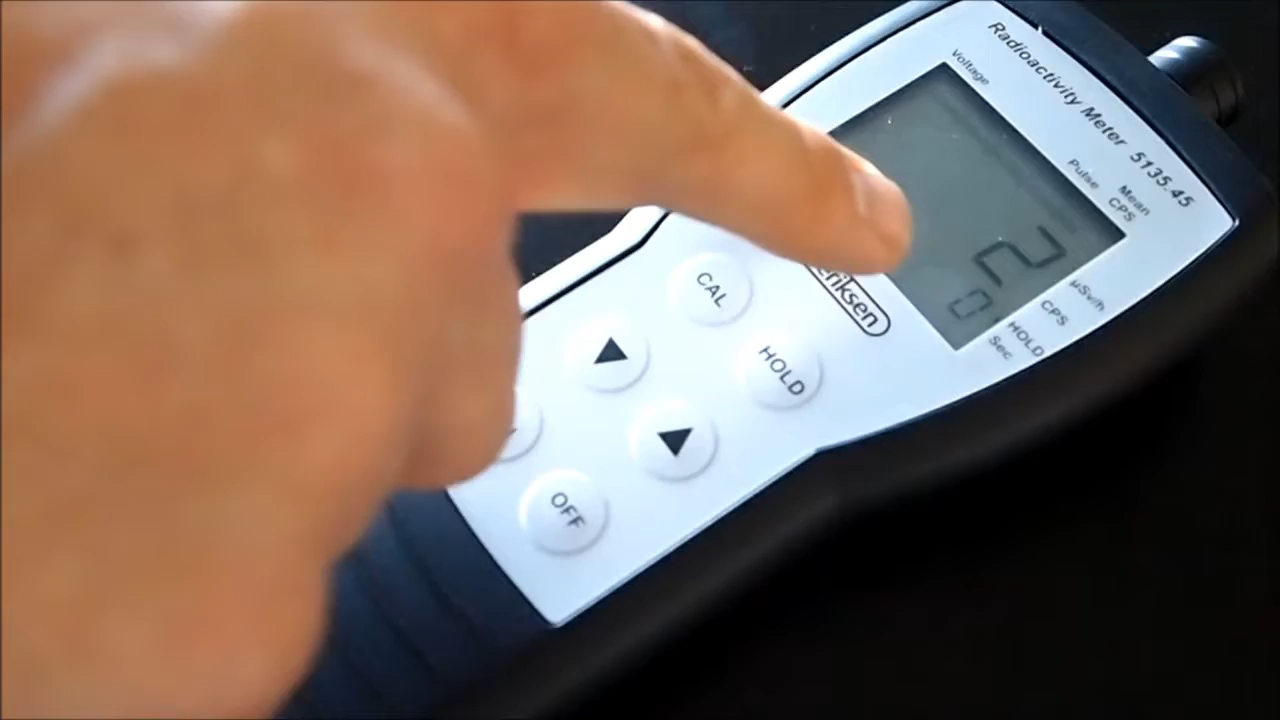 Radioactivity Meter 5135.45
Voltage
Pulse
Mean
CPS
2
0
µSv/h
CPS
HOLD
Sec
eriksen
CAL
▲
HOLD
▲
OFF